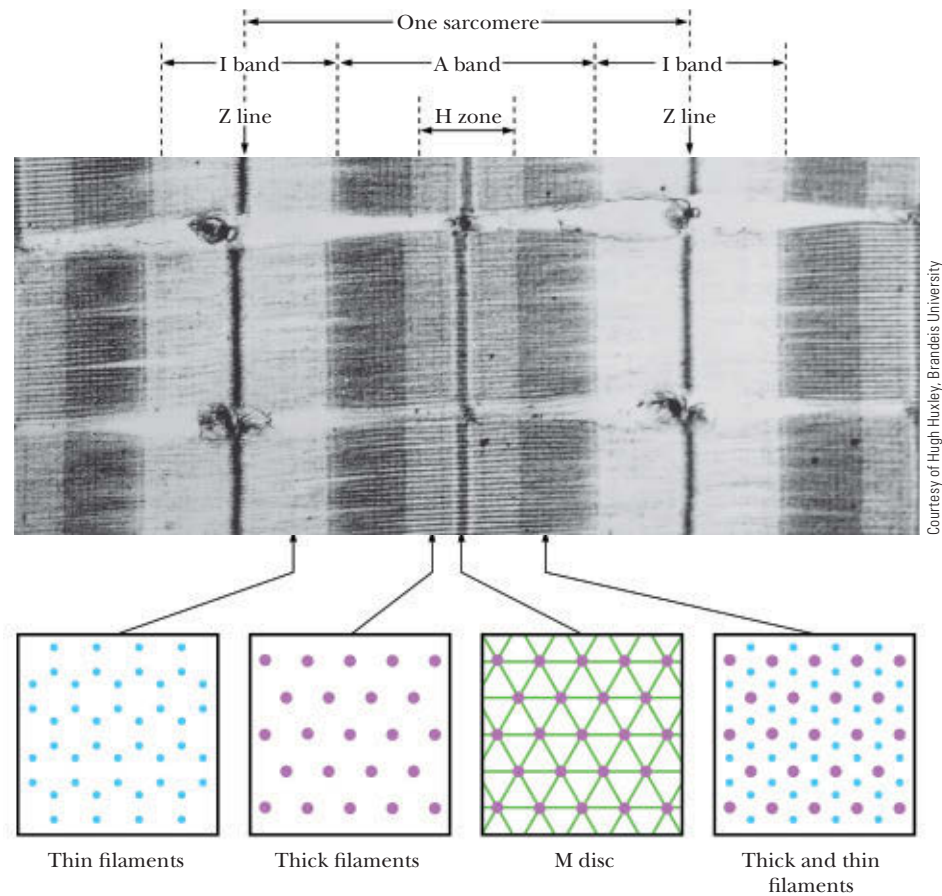 One sarcomere
I band
A band
I band
Z line
H zone
Z line
Courtesy of Hugh Huxley, Brandeis University
Thin filaments
Thick filaments
M disc
Thick and thin
filaments